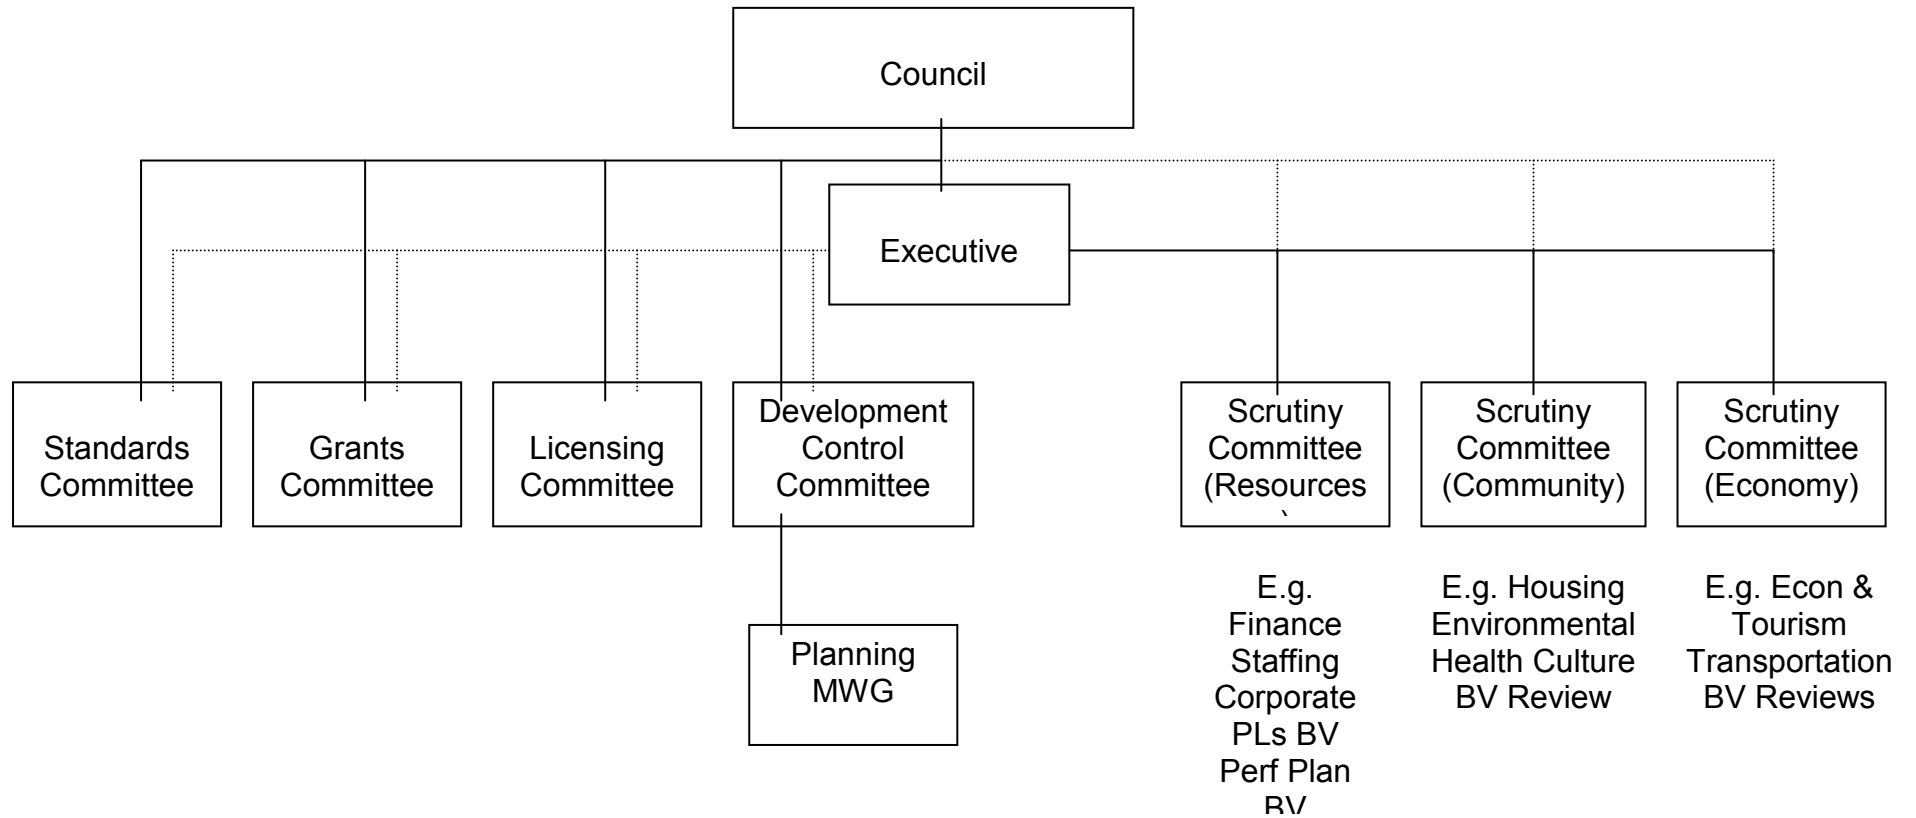 Council
Executive
Standards
Committee
Grants
Committee
Licensing
Committee
Development
Control
Committee
Scrutiny
Committee
(Resources
)
Scrutiny
Committee
(Community)
Scrutiny
Committee
(Economy)
Planning
MWG
E.g.
Finance
Staffing
Corporate
PLs BV
Perf Plan
BV
E.g. Housing
Environmental
Health Culture
BV Review
E.g. Econ &
Tourism
Transportation
BV Reviews